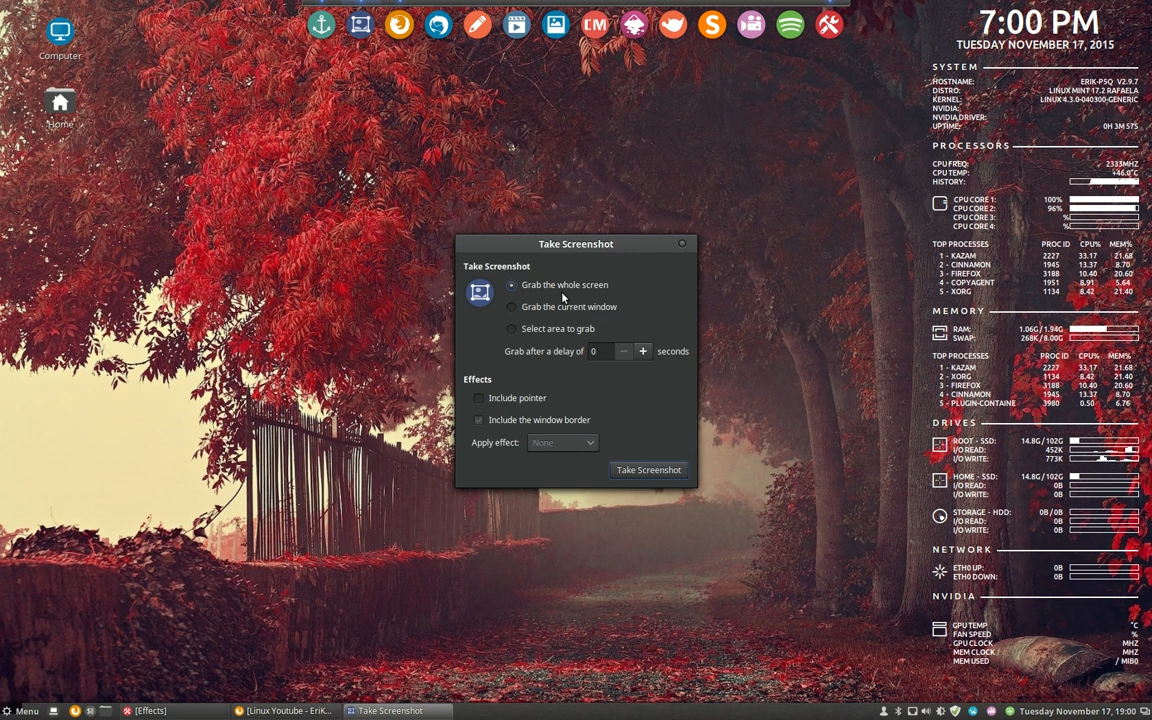 Computer
Home
CM
S
7:00 PM
TUESDAY NOVEMBER 17, 2015
SYSTEM
HOSTNAME: ERIK-P5Q V2.9.7
DISTRO: LINUX MINT 17.2 RAFAELA
KERNEL: LINUX 4.3.0-040300-GENERIC
NVIDIA:
NVIDIA DRIVER:
UPTIME: 0H 3M 57S
PROCESSORS
CPU FREQ: 2333MHZ
CPU TEMP: +46.0°C
HISTORY:
CPU CORE 1: 100%
CPU CORE 2: 96%
CPU CORE 3: %
CPU CORE 4: %
TOP PROCESSES PROC ID CPU% MEM%
1 - KAZAM 2227 33.17 21.68
2 - CINNAMON 1945 13.37 8.70
3 - FIREFOX 3188 10.40 20.60
4 - COPYAGENT 1951 8.91 5.64
5 - XORG 1134 8.42 21.40
MEMORY
RAM: 1.06G / 1.94G
SWAP: 268K / 8.00G
TOP PROCESSES PROC ID CPU% MEM%
1 - KAZAM 2227 33.17 21.68
2 - XORG 1134 8.42 21.40
3 - FIREFOX 3188 10.40 20.60
4 - CINNAMON 1945 13.37 8.70
5 - PLUGIN-CONTAINE 3980 0.50 6.76
DRIVES
ROOT - SSD: 14.8G / 102G
I/O READ: 452K
I/O WRITE: 773K
HOME - SSD: 14.8G / 102G
I/O READ: 0B
I/O WRITE: 0B
STORAGE - HDD: 0B / 0B
I/O READ: 0B
I/O WRITE: 0B
NETWORK
ETH0 UP: 0B
ETH0 DOWN: 0B
NVIDIA
GPU TEMP °C
FAN SPEED %
GPU CLOCK MHZ
MEM CLOCK MHZ
MEM USED / MIB0
Take Screenshot
Take Screenshot
Grab the whole screen
Grab the current window
Select area to grab
Grab after a delay of 0 − + seconds
Effects
Include pointer
Include the window border
Apply effect: None
Take Screenshot
Menu
[Effects]
[Linux Youtube - EriK...
Take Screenshot
Tuesday November 17, 19:00